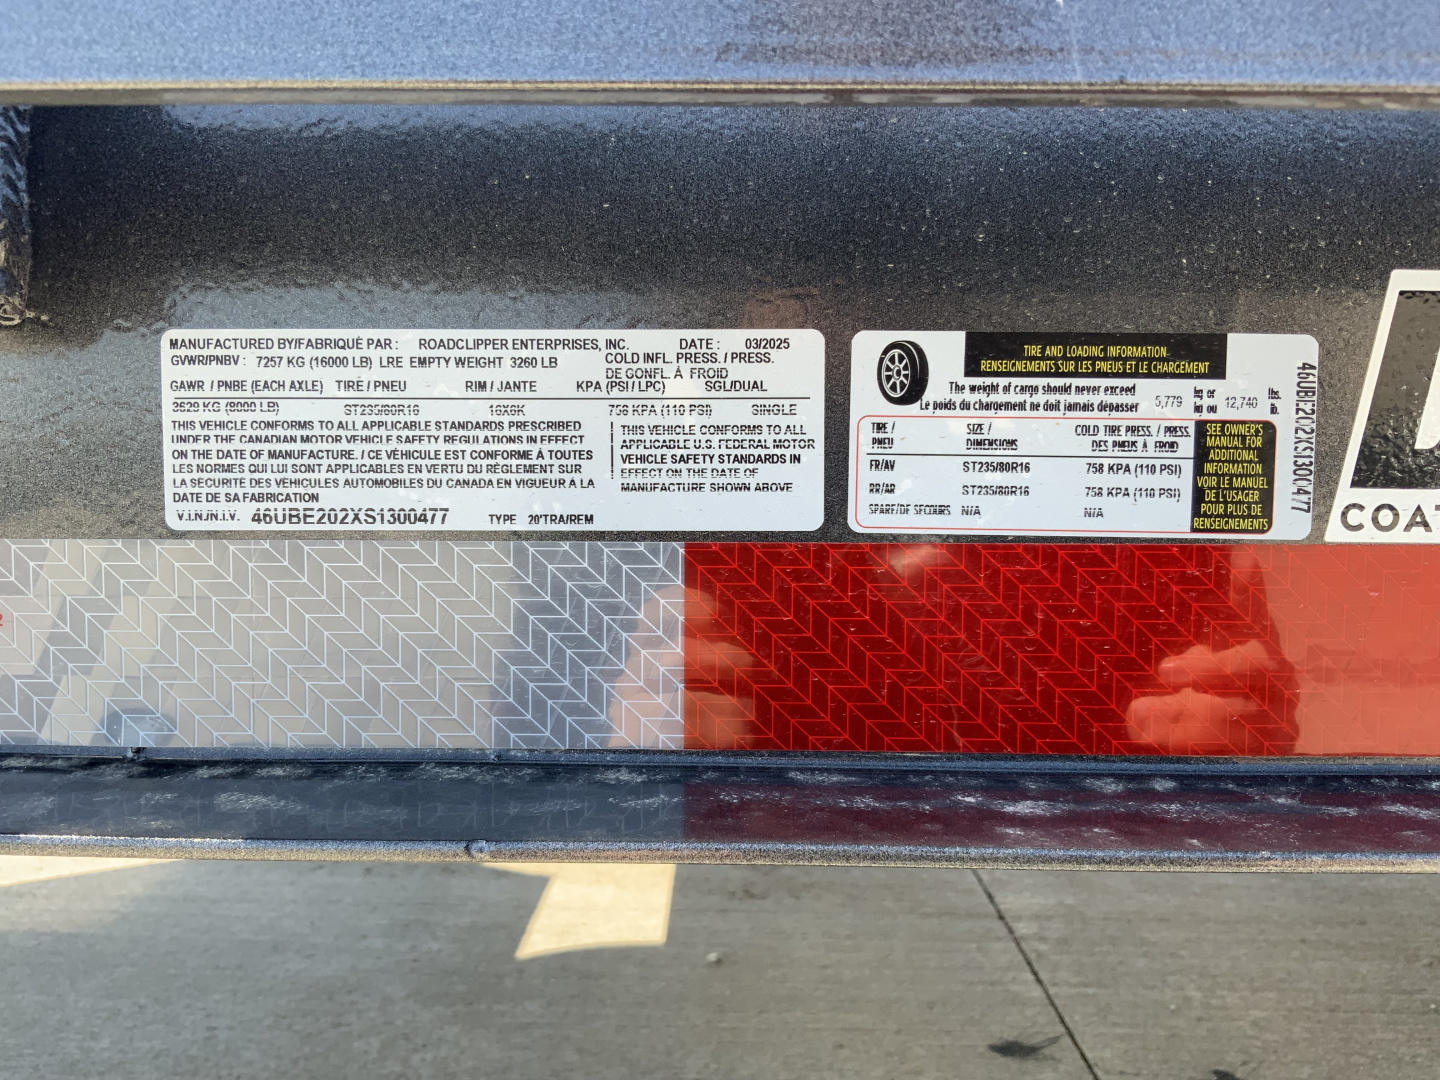 MANUFACTURED BY/FABRIQUÉ PAR : ROADCLIPPER ENTERPRISES, INC. DATE : 03/2025
GVWR/PNBV : 7257 KG (16000 LB) LRE EMPTY WEIGHT 3260 LB
COLD INFL. PRESS. / PRESS.
DE GONFL. À FROID
GAWR / PNBE (EACH AXLE) TIRE / PNEU RIM / JANTE KPA (PSI / LPC) SGL/DUAL
3629 KG (8000 LB) ST235/80R16 16X6K 758 KPA (110 PSI) SINGLE
THIS VEHICLE CONFORMS TO ALL APPLICABLE STANDARDS PRESCRIBED
UNDER THE CANADIAN MOTOR VEHICLE SAFETY REGULATIONS IN EFFECT
ON THE DATE OF MANUFACTURE. / CE VÉHICULE EST CONFORME À TOUTES
LES NORMES QUI LUI SONT APPLICABLES EN VERTU DU RÈGLEMENT SUR
LA SÉCURITÉ DES VÉHICULES AUTOMOBILES DU CANADA EN VIGUEUR À LA
DATE DE SA FABRICATION
THIS VEHICLE CONFORMS TO ALL
APPLICABLE U.S. FEDERAL MOTOR
VEHICLE SAFETY STANDARDS IN
EFFECT ON THE DATE OF
MANUFACTURE SHOWN ABOVE
V.I.N./N.I.V. 46UBE202XS1300477 TYPE 20'TRA/REM
TIRE AND LOADING INFORMATION
RENSEIGNEMENTS SUR LES PNEUS ET LE CHARGEMENT
The weight of cargo should never exceed
Le poids du chargement ne doit jamais dépasser
5,779 kg or kg ou 12,740 lbs. lb.
TIRE / PNEU SIZE / DIMENSIONS COLD TIRE PRESS. / PRESS. DES PNEUS À FROID
FR/AV ST235/80R16 758 KPA (110 PSI)
RR/AR ST235/80R16 758 KPA (110 PSI)
SPARE/DE SECOURS N/A N/A
SEE OWNER'S
MANUAL FOR
ADDITIONAL
INFORMATION
VOIR LE MANUEL
DE L'USAGER
POUR PLUS DE
RENSEIGNEMENTS
46UBE202XS1300477
COAT